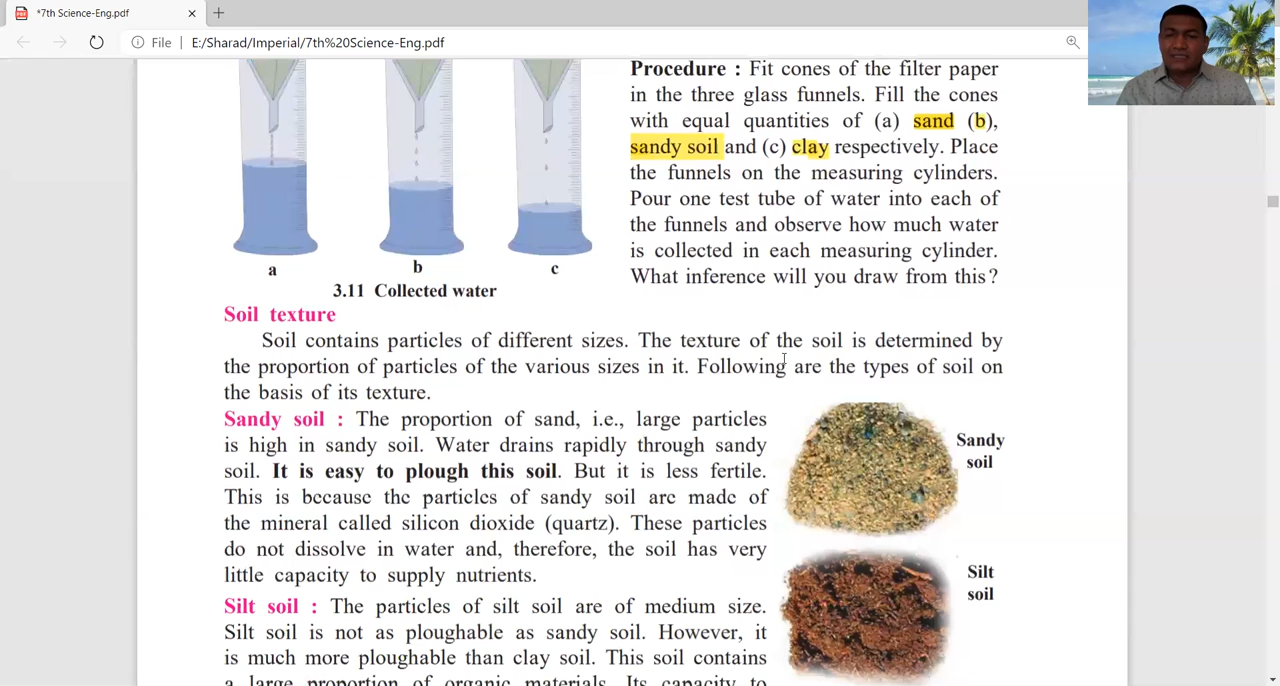 *7th Science-Eng.pdf
File | E:/Sharad/Imperial/7th%20Science-Eng.pdf
a
b
c
3.11 Collected water
Procedure : Fit cones of the filter paper
in the three glass funnels. Fill the cones
with equal quantities of (a) sand (b),
sandy soil and (c) clay respectively. Place
the funnels on the measuring cylinders.
Pour one test tube of water into each of
the funnels and observe how much water
is collected in each measuring cylinder.
What inference will you draw from this?
Soil texture
Soil contains particles of different sizes. The texture of the soil is determined by
the proportion of particles of the various sizes in it. Following are the types of soil on
the basis of its texture.
Sandy soil : The proportion of sand, i.e., large particles
is high in sandy soil. Water drains rapidly through sandy
soil. It is easy to plough this soil. But it is less fertile.
This is because the particles of sandy soil are made of
the mineral called silicon dioxide (quartz). These particles
do not dissolve in water and, therefore, the soil has very
little capacity to supply nutrients.
Sandy
soil
Silt soil : The particles of silt soil are of medium size.
Silt soil is not as ploughable as sandy soil. However, it
is much more ploughable than clay soil. This soil contains
a large proportion of organic materials. Its capacity to
Silt
soil